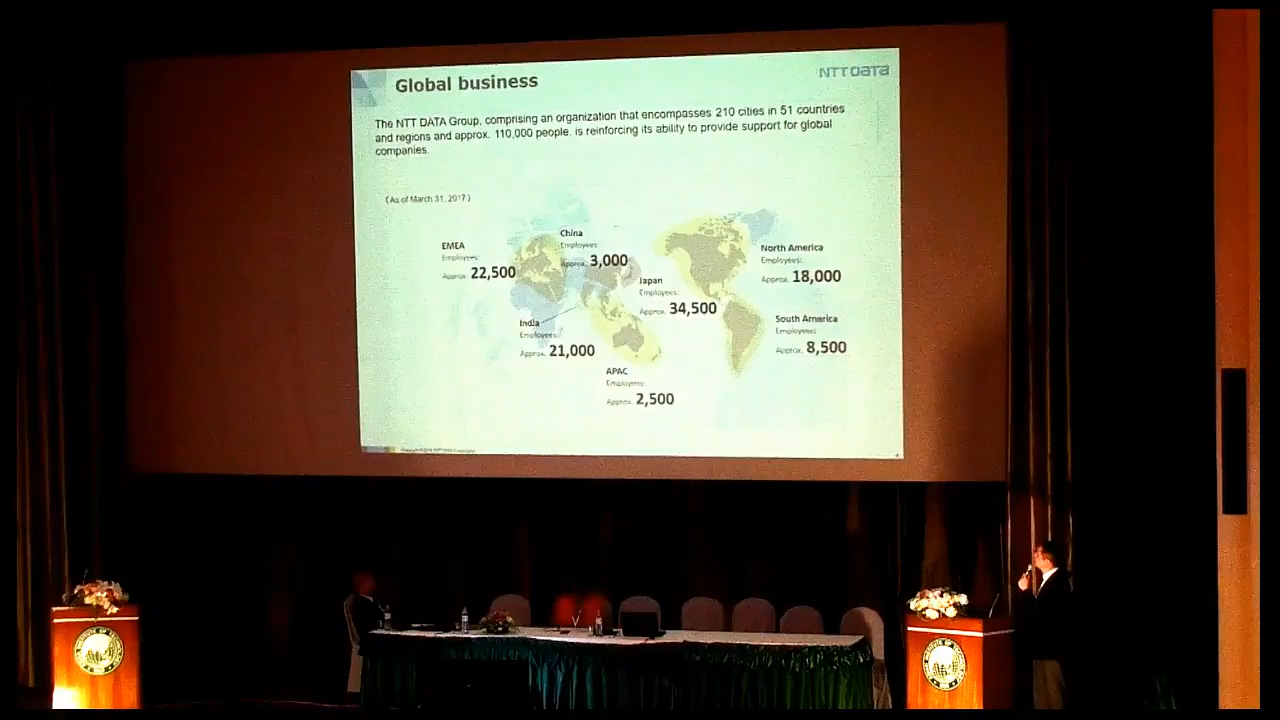 Global business
NTT DATA
The NTT DATA Group, comprising an organization that encompasses 210 cities in 51 countries
and regions and approx. 110,000 people. is reinforcing its ability to provide support for global
companies.
(As of March 31, 2017)
EMEA
Employees:
Approx. 22,500
China
Employees
Approx. 3,000
Japan
Employees:
Approx. 34,500
North America
Employees:
Approx. 18,000
India
Employees:
Approx. 21,000
South America
Employees:
Approx. 8,500
APAC
Employees:
Approx. 2,500